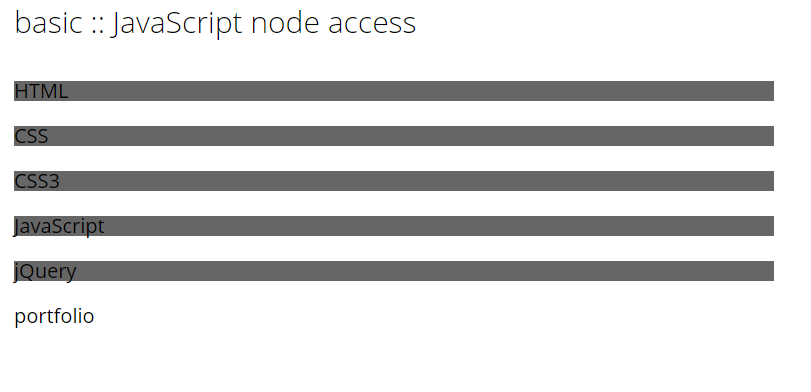 basic :: JavaScript node access
HTML
CSS
CSS3
JavaScript
jQuery
portfolio